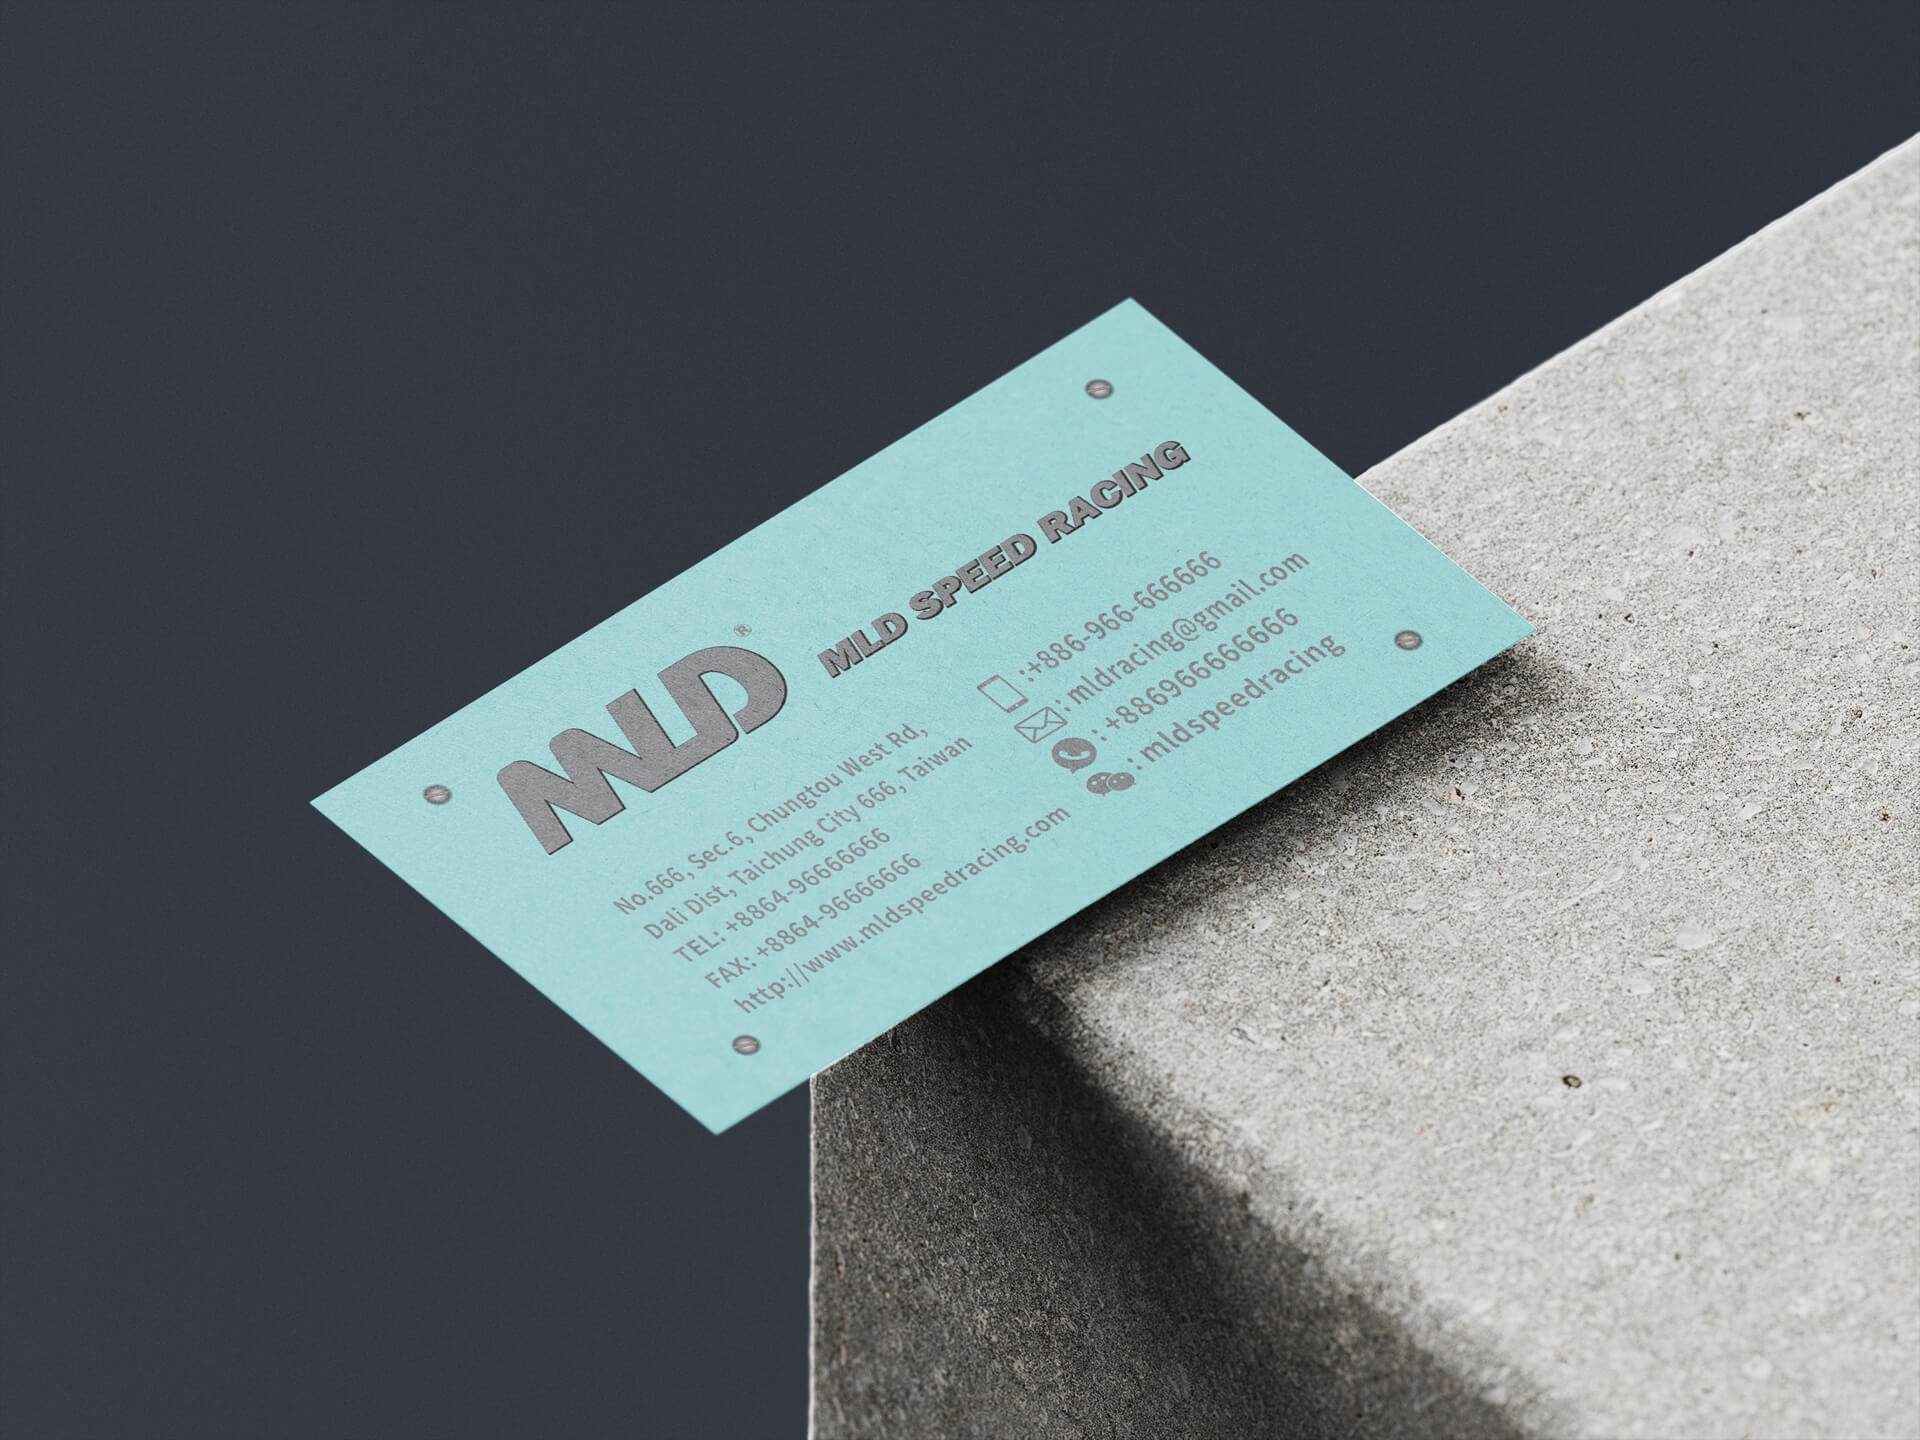 MLD®
MLD SPEED RACING
No.666, Sec.6, Chungtou West Rd,
Dali Dist, Taichung City 666, Taiwan
TEL: +8864-96666666
FAX: +8864-96666666
http://www.mldspeedracing.com
:+886-966-666666
: mldracing@gmail.com
: +886966666666
: mldspeedracing